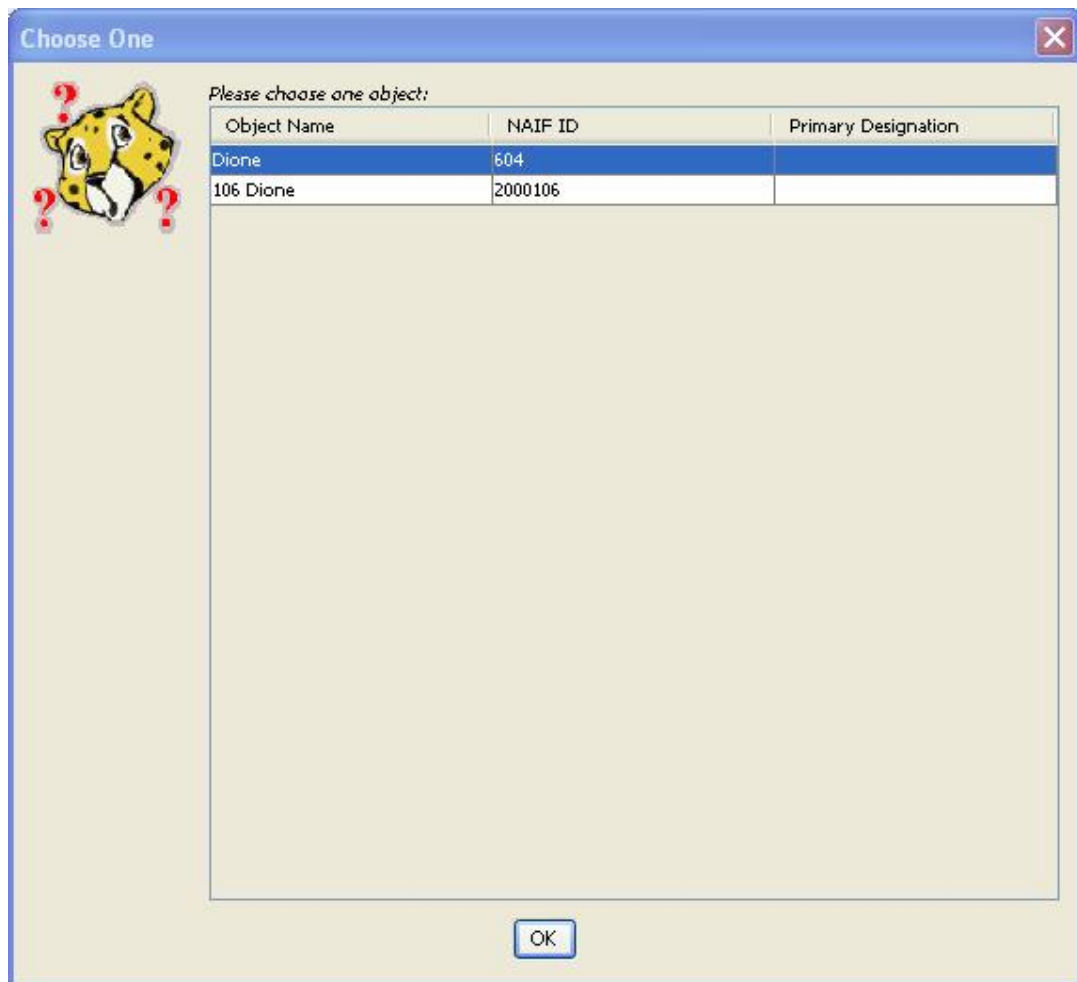 Choose One
Please choose one object:
Object Name NAIF ID Primary Designation
Dione 604
106 Dione 2000106
? ? ?
OK